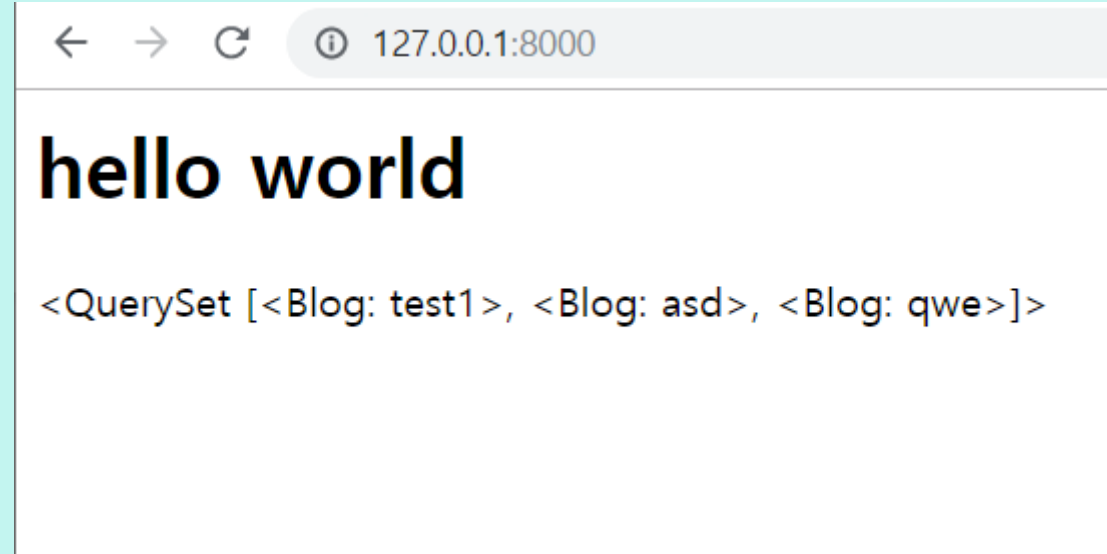 127.0.0.1:8000
hello world
<QuerySet [<Blog: test1>, <Blog: asd>, <Blog: qwe>]>